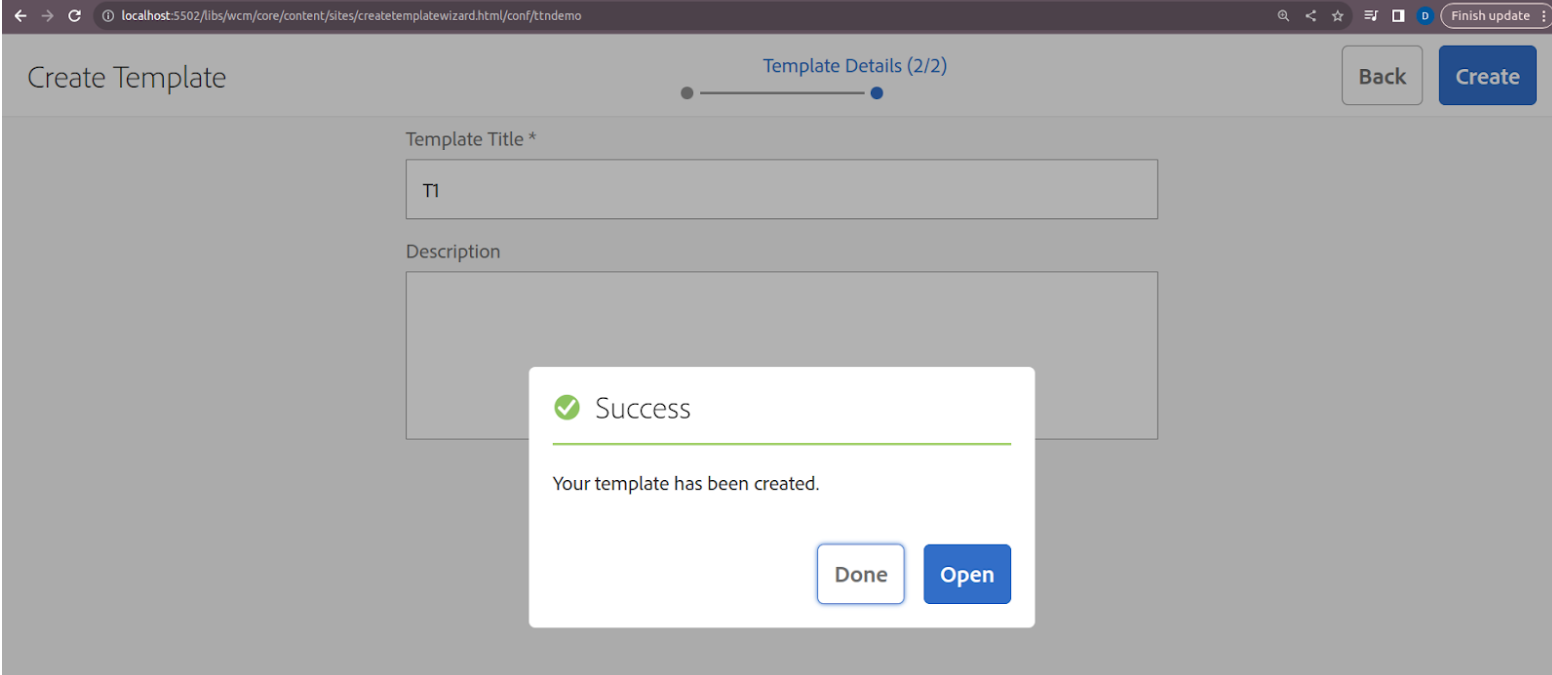 localhost:5502/libs/wcm/core/content/sites/createtemplatewizard.html/conf/ttndemo
D
Finish update
Create Template
Template Details (2/2)
Back
Create
Template Title *
T1
Description
Success
Your template has been created.
Done
Open